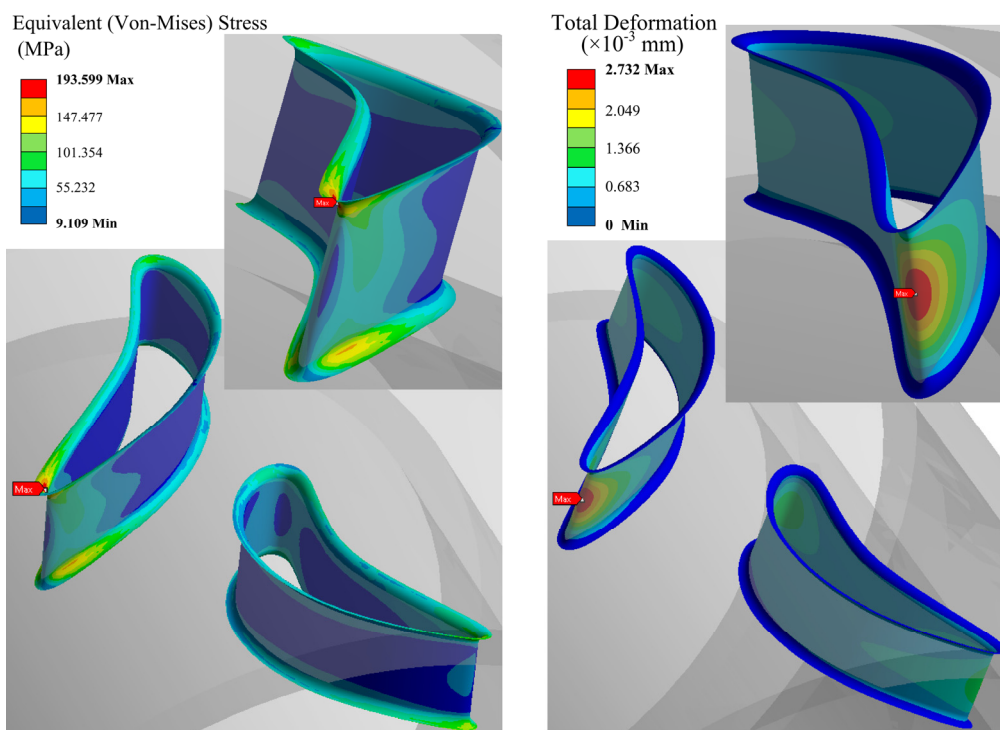 Equivalent (Von-Mises) Stress
(MPa)
193.599 Max
147.477
101.354
55.232
9.109 Min
Max
Max
Total Deformation
(×10⁻³ mm)
2.732 Max
2.049
1.366
0.683
0 Min
Max
Max